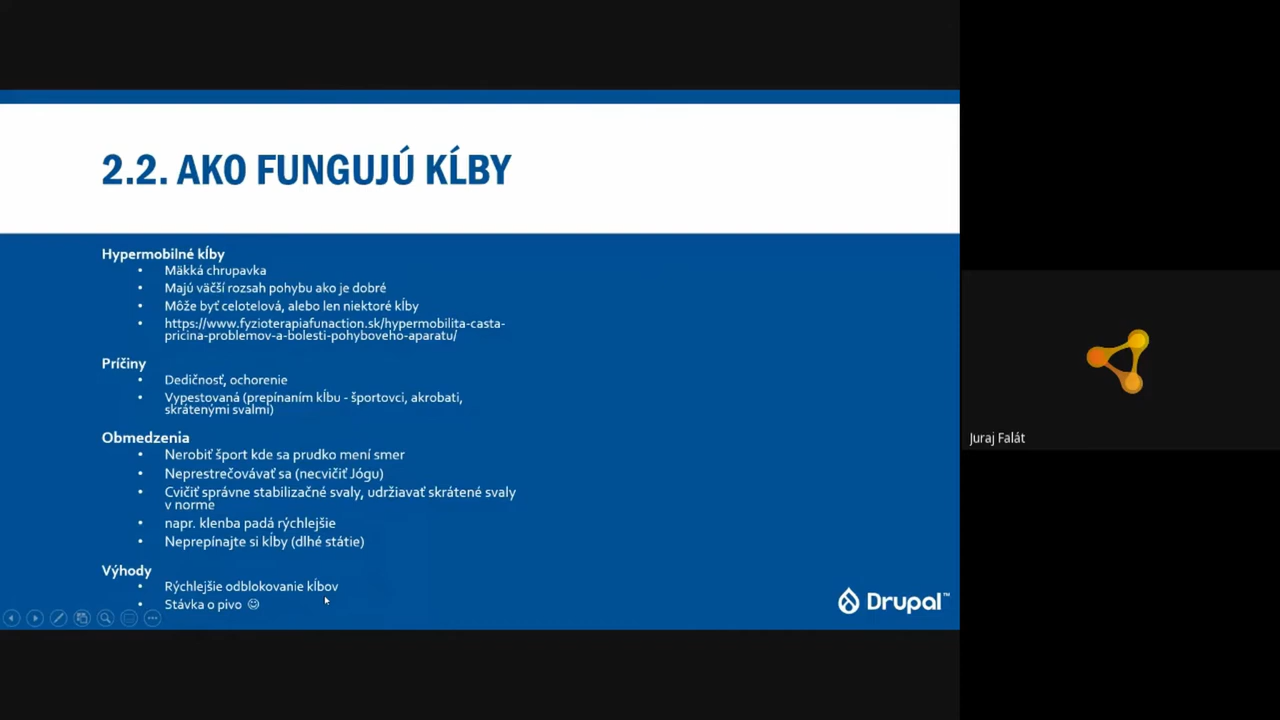 2.2. AKO FUNGUJÚ KĹBY
Hypermobilné kĺby
• Mäkká chrupavka
• Majú väčší rozsah pohybu ako je dobré
• Môže byť celotelová, alebo len niektoré kĺby
• https://www.fyzioterapiafunaction.sk/hypermobilita-casta-
pricina-problemov-a-bolesti-pohyboveho-aparatu/
Príčiny
• Dedičnosť, ochorenie
• Vypestovaná (prepínaním kĺbu - športovci, akrobati,
skrátenými svalmi)
Obmedzenia
• Nerobiť šport kde sa prudko mení smer
• Neprestrečovávať sa (necvičiť Jógu)
• Cvičiť správne stabilizačné svaly, udržiavať skrátené svaly
v norme
• napr. klenba padá rýchlejšie
• Neprepínajte si kĺby (dlhé státie)
Výhody
• Rýchlejšie odblokovanie kĺbov
• Stávka o pivo ☺
Drupal™
Juraj Falát